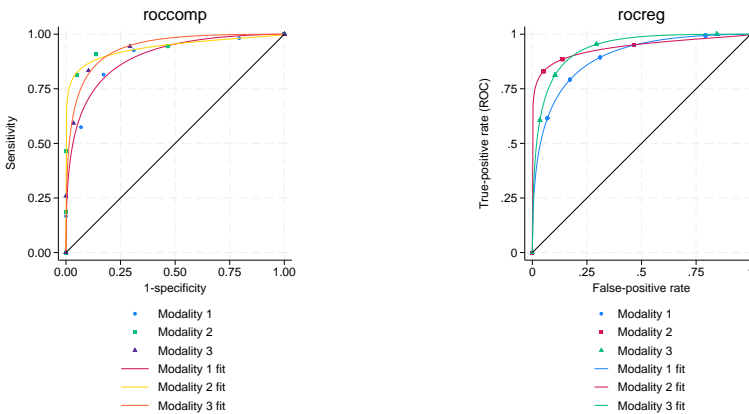 roccomp
Sensitivity
1.00
0.75
0.50
0.25
0.00
0.00 0.25 0.50 0.75 1.00
1-specificity
Modality 1
Modality 2
Modality 3
Modality 1 fit
Modality 2 fit
Modality 3 fit
rocreg
True-positive rate (ROC)
1
.75
.5
.25
0
0 .25 .5 .75 1
False-positive rate
Modality 1
Modality 2
Modality 3
Modality 1 fit
Modality 2 fit
Modality 3 fit